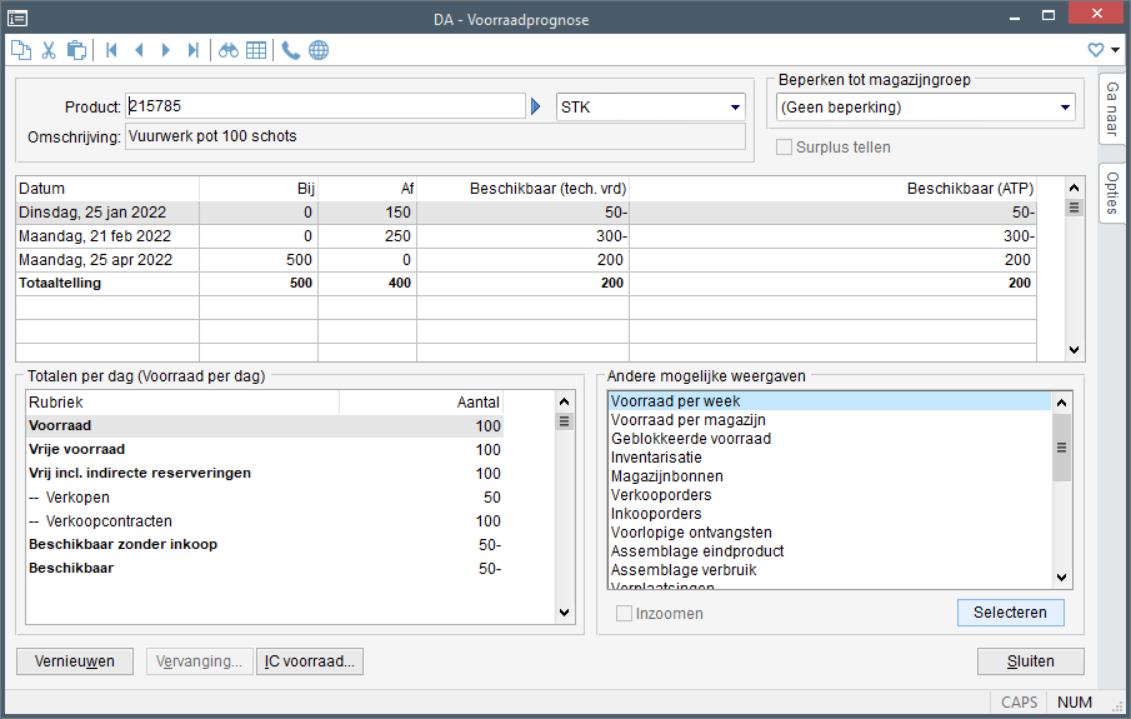 DA - Voorraadprognose
Product: 215785 STK
Omschrijving: Vuurwerk pot 100 schots
Beperken tot magazijngroep
(Geen beperking)
Surplus tellen
Ga naar
Opties
Datum Bij Af Beschikbaar (tech. vrd) Beschikbaar (ATP)
Dinsdag, 25 jan 2022 0 150 50- 50-
Maandag, 21 feb 2022 0 250 300- 300-
Maandag, 25 apr 2022 500 0 200 200
Totaaltelling 500 400 200 200
Totalen per dag (Voorraad per dag)
Rubriek Aantal
Voorraad 100
Vrije voorraad 100
Vrij incl. indirecte reserveringen 100
-- Verkopen 50
-- Verkoopcontracten 100
Beschikbaar zonder inkoop 50-
Beschikbaar 50-
Andere mogelijke weergaven
Voorraad per week
Voorraad per magazijn
Geblokkeerde voorraad
Inventarisatie
Magazijnbonnen
Verkooporders
Inkooporders
Voorlopige ontvangsten
Assemblage eindproduct
Assemblage verbruik
Verplaatsingen
Inzoomen
Selecteren
Vernieuwen Vervanging... IC voorraad... Sluiten
CAPS NUM